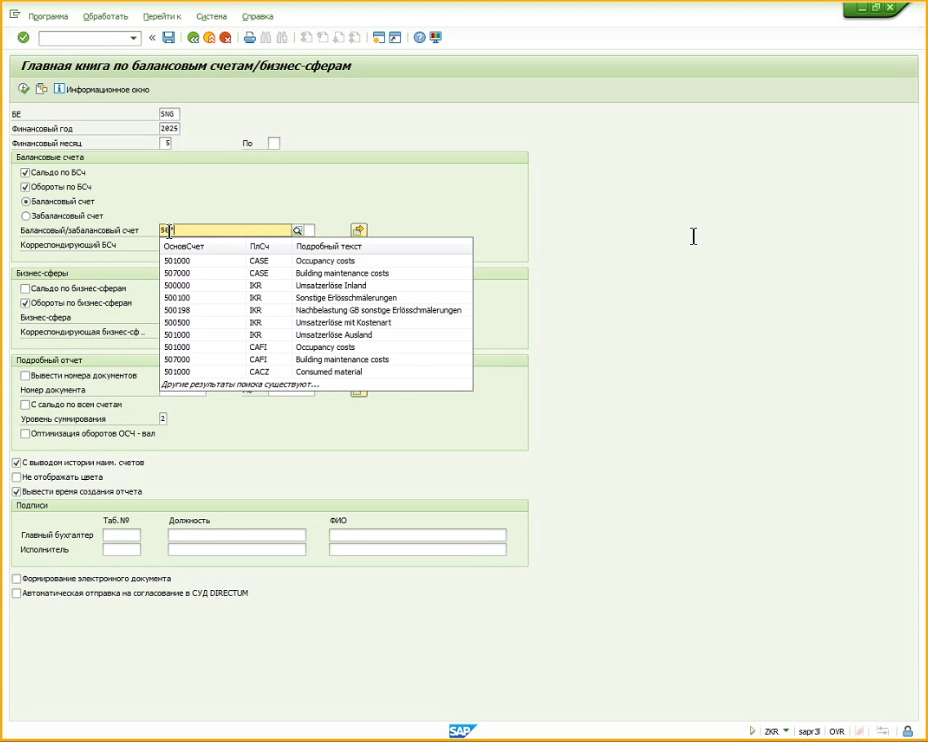 Программа Обработать Перейти к Система Справка
Главная книга по балансовым счетам/бизнес-сферам
Информационное окно
БЕ SNG
Финансовый год 2025
Финансовый месяц 5 По
Балансовые счета
Сальдо по БСч
Обороты по БСч
Балансовый счет
Забалансовый счет
Балансовый/забалансовый счет 50*
Корреспондирующий БСч
ОсновСчет ПлСч Подробный текст
501000 CASE Occupancy costs
507000 CASE Building maintenance costs
500000 IKR Umsatzerlöse Inland
500100 IKR Sonstige Erlösschmälerungen
500198 IKR Nachbelastung GB sonstige Erlösschmälerungen
500500 IKR Umsatzerlöse mit Kostenart
501000 IKR Umsatzerlöse Ausland
501000 CAFI Occupancy costs
507000 CAFI Building maintenance costs
501000 CACZ Consumed material
Другие результаты поиска существуют...
Бизнес-сферы
Сальдо по бизнес-сферам
Обороты по бизнес-сферам
Бизнес-сфера
Корреспондирующая бизнес-сф...
Подробный отчет
Вывести номера документов
Номер документа
С сальдо по всем счетам
Уровень суммирования 2
Оптимизация оборотов ОСЧ - вал
С выводом истории наим. счетов
Не отображать цвета
Вывести время создания отчета
Подписи
Таб.№ Должность ФИО
Главный бухгалтер
Исполнитель
Формирование электронного документа
Автоматическая отправка на согласование в СУД DIRECTUM
SAP ZKR sapr3l OVR